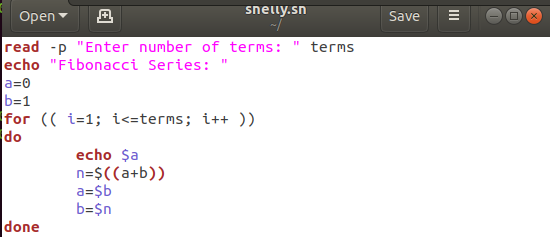 shelly.sh
Open
~/
Save
read -p "Enter number of terms: " terms
echo "Fibonacci Series: "
a=0
b=1
for (( i=1; i<=terms; i++ ))
do
        echo $a
        n=$((a+b))
        a=$b
        b=$n
done